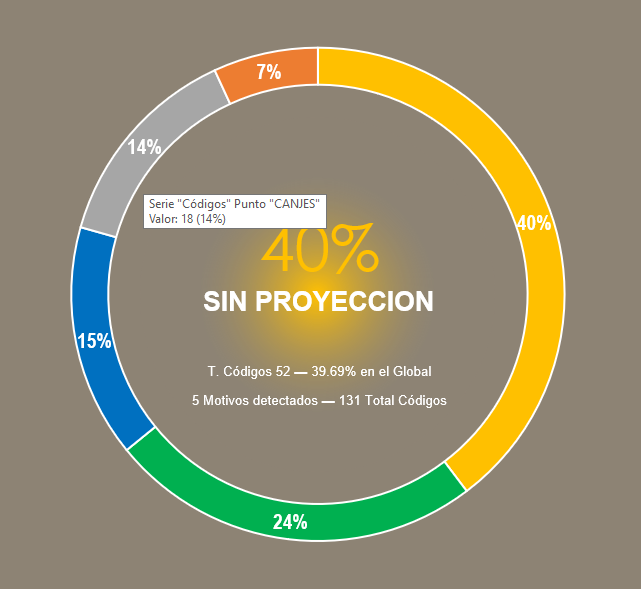 7%
14%
40%
Serie "Códigos" Punto "CANJES"
Valor: 18 (14%)
40%
SIN PROYECCION
15%
T. Códigos 52 — 39.69% en el Global
5 Motivos detectados — 131 Total Códigos
24%